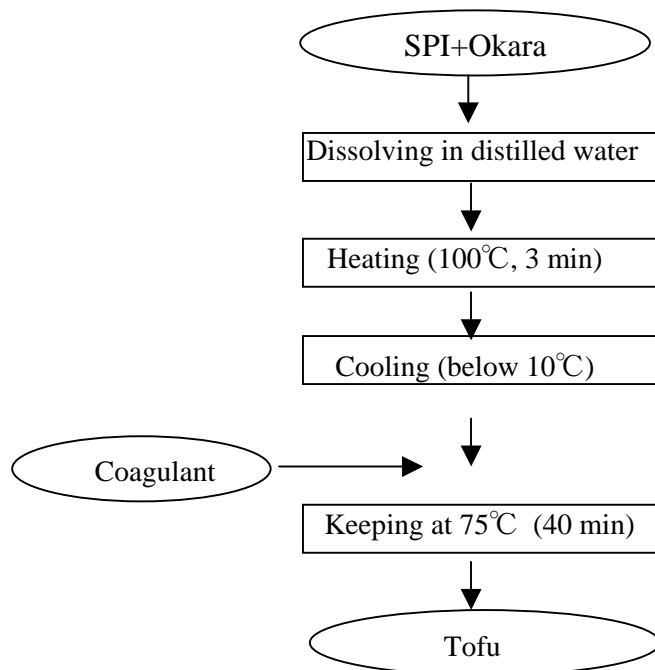 SPI+Okara
Dissolving in distilled water
Heating (100℃, 3 min)
Cooling (below 10℃)
Coagulant
Keeping at 75℃ (40 min)
Tofu